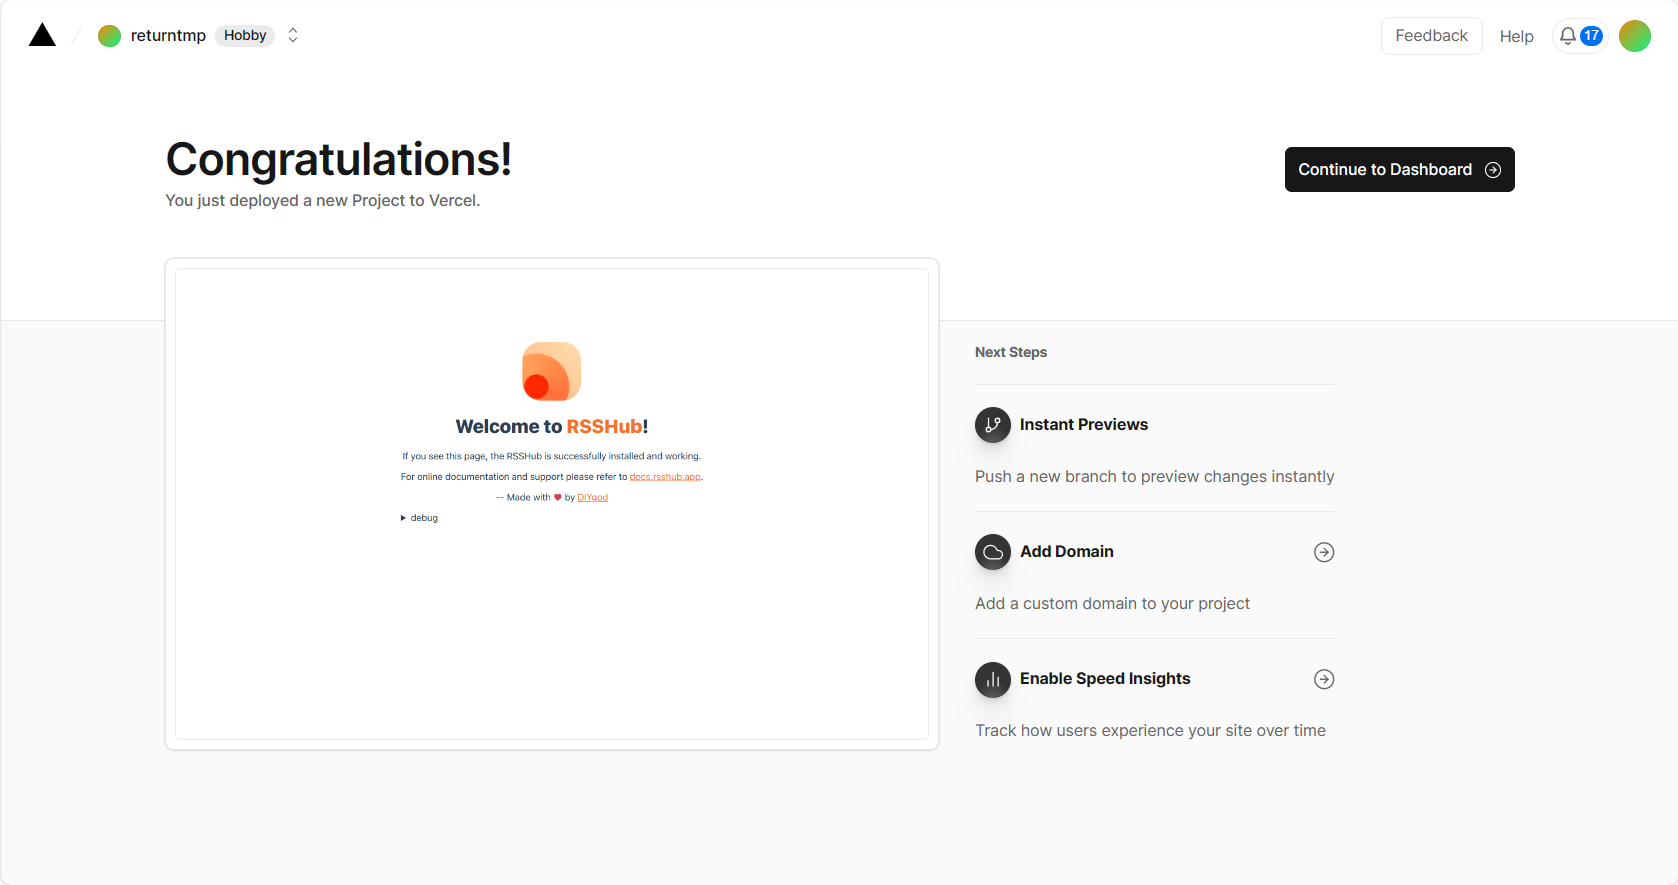 returntmp Hobby
Feedback Help 17
Congratulations!
You just deployed a new Project to Vercel.
Continue to Dashboard
Welcome to RSSHub!
If you see this page, the RSSHub is successfully installed and working.
For online documentation and support please refer to docs.rsshub.app.
-- Made with ❤️ by DIYgod
debug
Next Steps
Instant Previews
Push a new branch to preview changes instantly
Add Domain
Add a custom domain to your project
Enable Speed Insights
Track how users experience your site over time